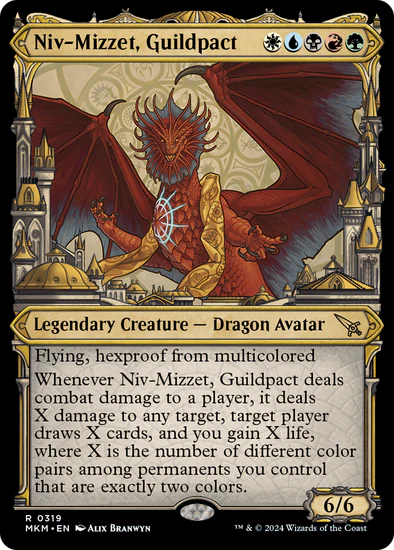 Niv-Mizzet, Guildpact
Legendary Creature — Dragon Avatar
Flying, hexproof from multicolored
Whenever Niv-Mizzet, Guildpact deals
combat damage to a player, it deals
X damage to any target, target player
draws X cards, and you gain X life,
where X is the number of different color
pairs among permanents you control
that are exactly two colors.
6/6
R 0319
MKM • EN Alix Branwyn
™ & © 2024 Wizards of the Coast